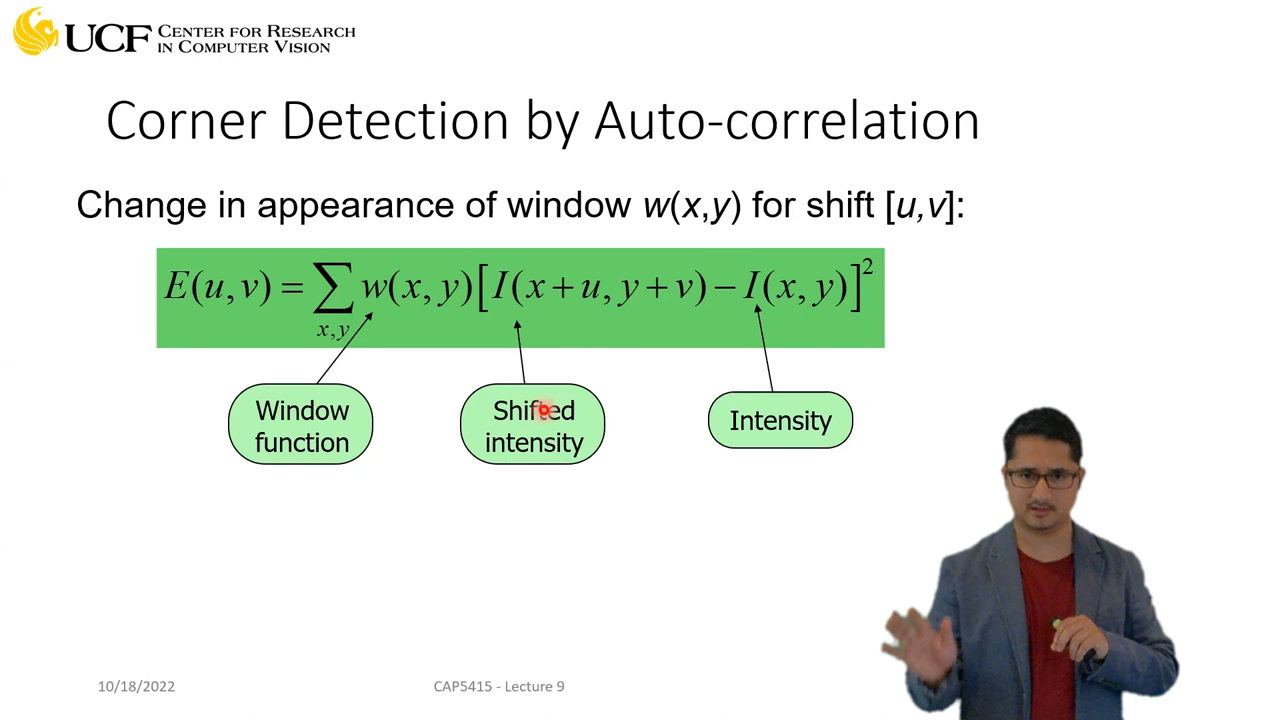 UCF CENTER FOR RESEARCH
IN COMPUTER VISION
Corner Detection by Auto-correlation
Change in appearance of window w(x,y) for shift [u,v]:
E(u,v) = ∑x,y w(x,y)[I(x+u, y+v) − I(x,y)]²
Window
function
Shifted
intensity
Intensity
10/18/2022
CAP5415 - Lecture 9